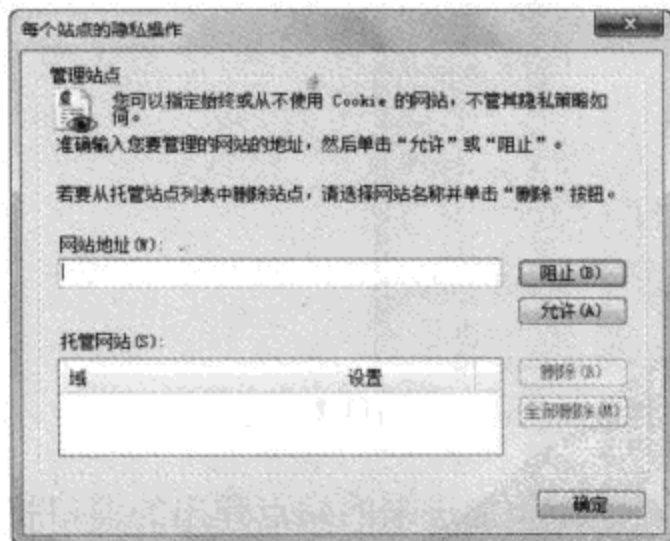 每个站点的隐私操作
管理站点
您可以指定始终或从不使用 Cookie 的网站，不管其隐私策略如
何。
准确输入您要管理的网站的地址，然后单击“允许”或“阻止”。
若要从托管站点列表中删除站点，请选择网站名称并单击“删除”按钮。
网站地址(W):
阻止(B)
允许(A)
托管网站(S):
域 设置
删除(R)
全部删除(M)
确定